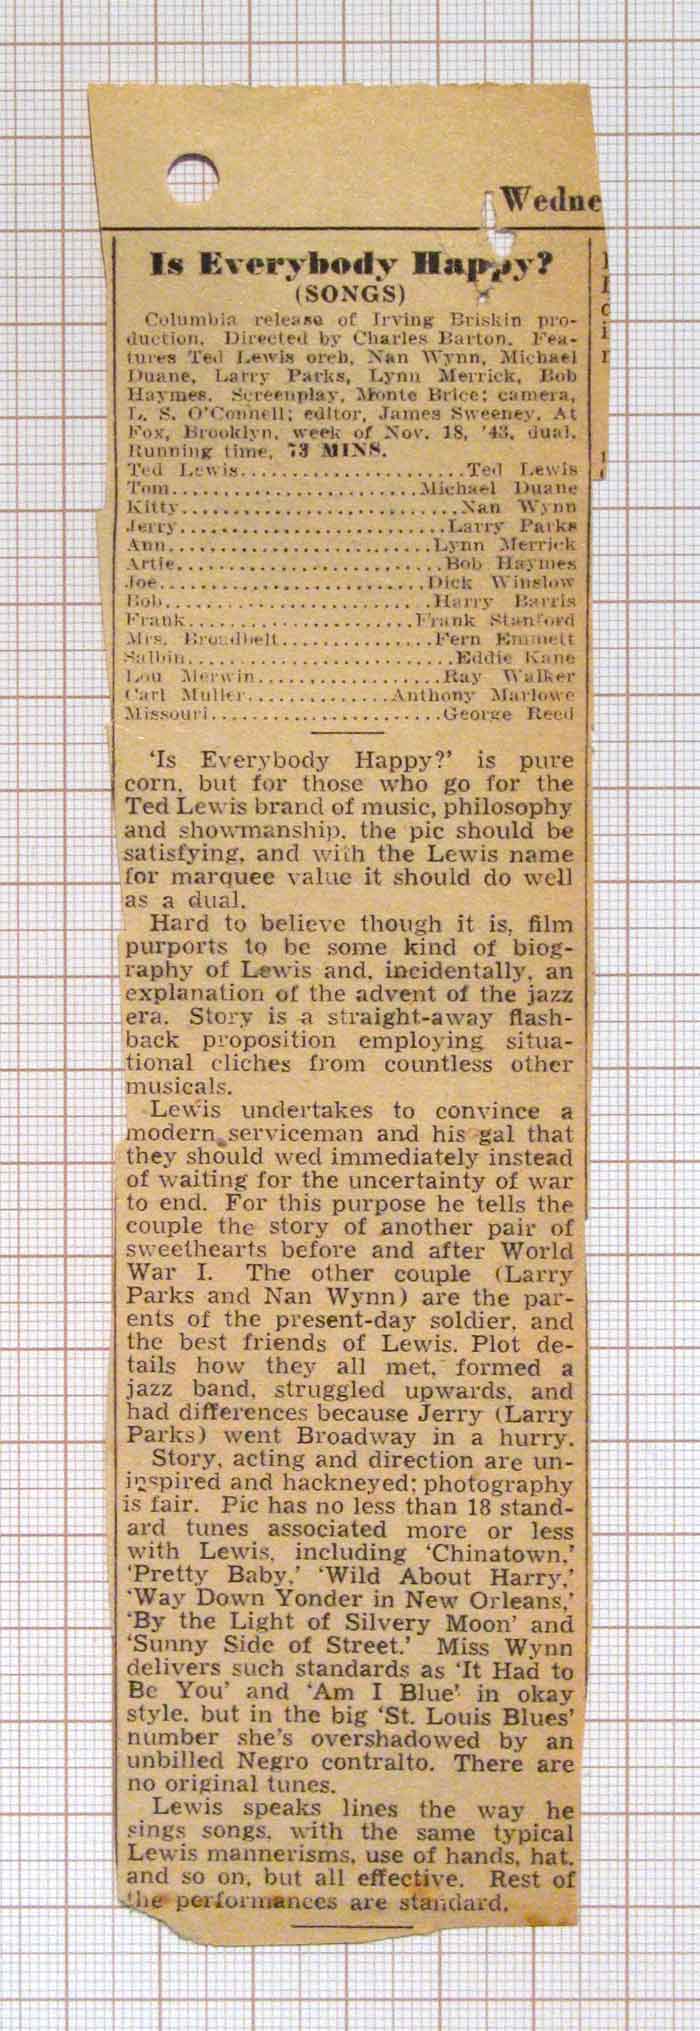 Wedne
Is Everybody Happy?
(SONGS)
Columbia release of Irving Briskin pro-
duction. Directed by Charles Barton. Fea-
tures Ted Lewis orch, Nan Wynn, Michael
Duane, Larry Parks, Lynn Merrick, Bob
Haymes. Screenplay, Monte Brice; camera,
L. S. O'Connell; editor, James Sweeney. At
Fox, Brooklyn, week of Nov. 18, '43, dual.
Running time, 73 MINS.
Ted Lewis........................Ted Lewis
Tom..........................Michael Duane
Kitty...........................Nan Wynn
Jerry..........................Larry Parks
Ann..........................Lynn Merrick
Artie..........................Bob Haymes
Joe..........................Dick Winslow
Bob..........................Harry Barris
Frank.......................Frank Stanford
Mrs. Broadbelt...............Fern Emmett
Salbin..........................Eddie Kane
Lou Merwin..................Ray Walker
Carl Muller..............Anthony Marlowe
Missouri.......................George Reed
'Is Everybody Happy?' is pure
corn, but for those who go for the
Ted Lewis brand of music, philosophy
and showmanship, the pic should be
satisfying, and with the Lewis name
for marquee value it should do well
as a dual.
Hard to believe though it is, film
purports to be some kind of biog-
raphy of Lewis and, incidentally, an
explanation of the advent of the jazz
era. Story is a straight-away flash-
back proposition employing situa-
tional cliches from countless other
musicals.
Lewis undertakes to convince a
modern serviceman and his gal that
they should wed immediately instead
of waiting for the uncertainty of war
to end. For this purpose he tells the
couple the story of another pair of
sweethearts before and after World
War I. The other couple (Larry
Parks and Nan Wynn) are the par-
ents of the present-day soldier, and
the best friends of Lewis. Plot de-
tails how they all met, formed a
jazz band, struggled upwards, and
had differences because Jerry (Larry
Parks) went Broadway in a hurry.
Story, acting and direction are un-
inspired and hackneyed; photography
is fair. Pic has no less than 18 stand-
ard tunes associated more or less
with Lewis, including 'Chinatown,'
'Pretty Baby,' 'Wild About Harry,'
'Way Down Yonder in New Orleans,'
'By the Light of Silvery Moon' and
'Sunny Side of Street.' Miss Wynn
delivers such standards as 'It Had to
Be You' and 'Am I Blue' in okay
style, but in the big 'St. Louis Blues'
number she's overshadowed by an
unbilled Negro contralto. There are
no original tunes.
Lewis speaks lines the way he
sings songs, with the same typical
Lewis mannerisms, use of hands, hat,
and so on, but all effective. Rest of
the performances are standard.